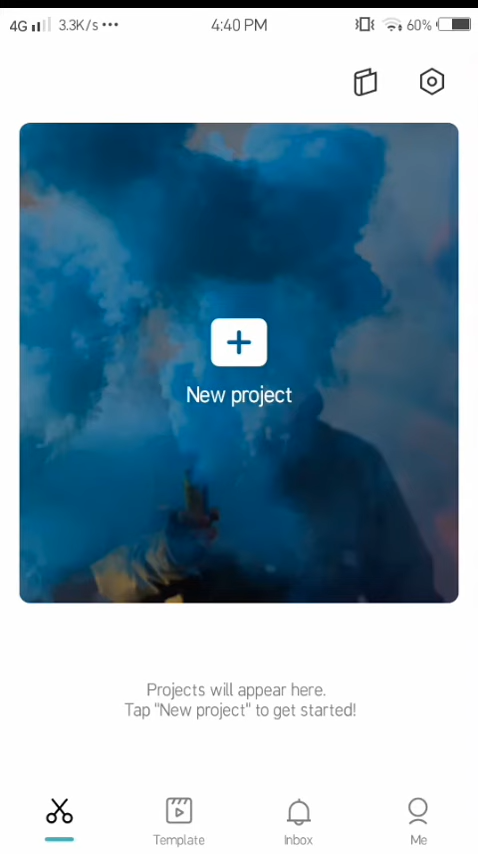 4G 3.3K/s ••• 4:40 PM 60%
New project
Projects will appear here.
Tap "New project" to get started!
Template Inbox Me